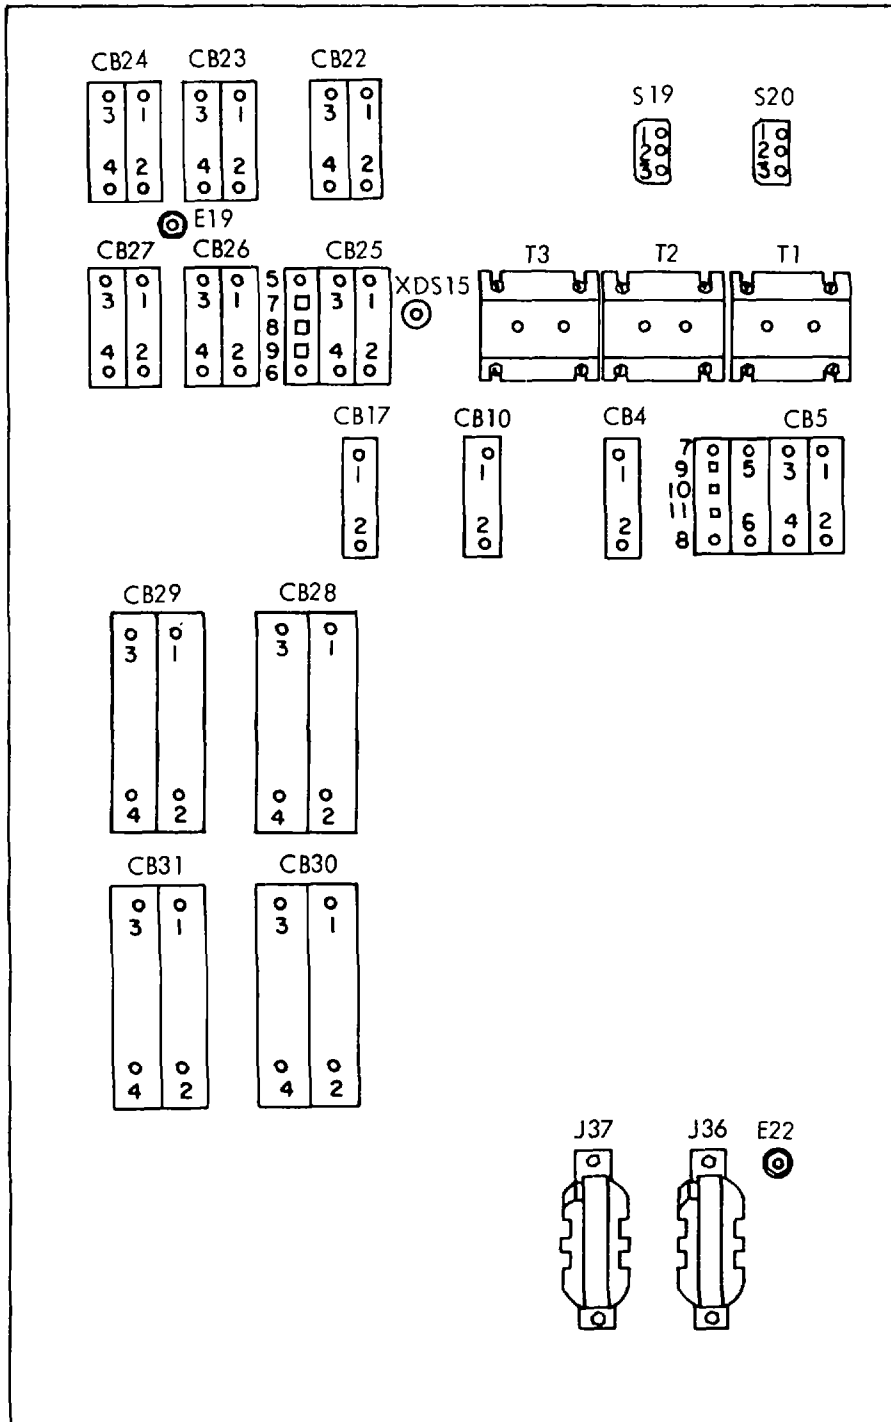 CB24 CB23 CB22
S19 S20
3 1 3 1 3 1
1
2
3
1
2
3
4 2 4 2 4 2
E19
CB27 CB26 CB25 XDS15 T3 T2 T1
3 1 3 1 5 3 1
7
8
4 2 4 2 9 4 2
6
CB17 CB10 CB4 CB5
1 1 1 7 5 3 1
9
10
11
2 2 2 8 6 4 2
CB29 CB28
3 1 3 1
4 2 4 2
CB31 CB30
3 1 3 1
4 2 4 2
J37 J36 E22